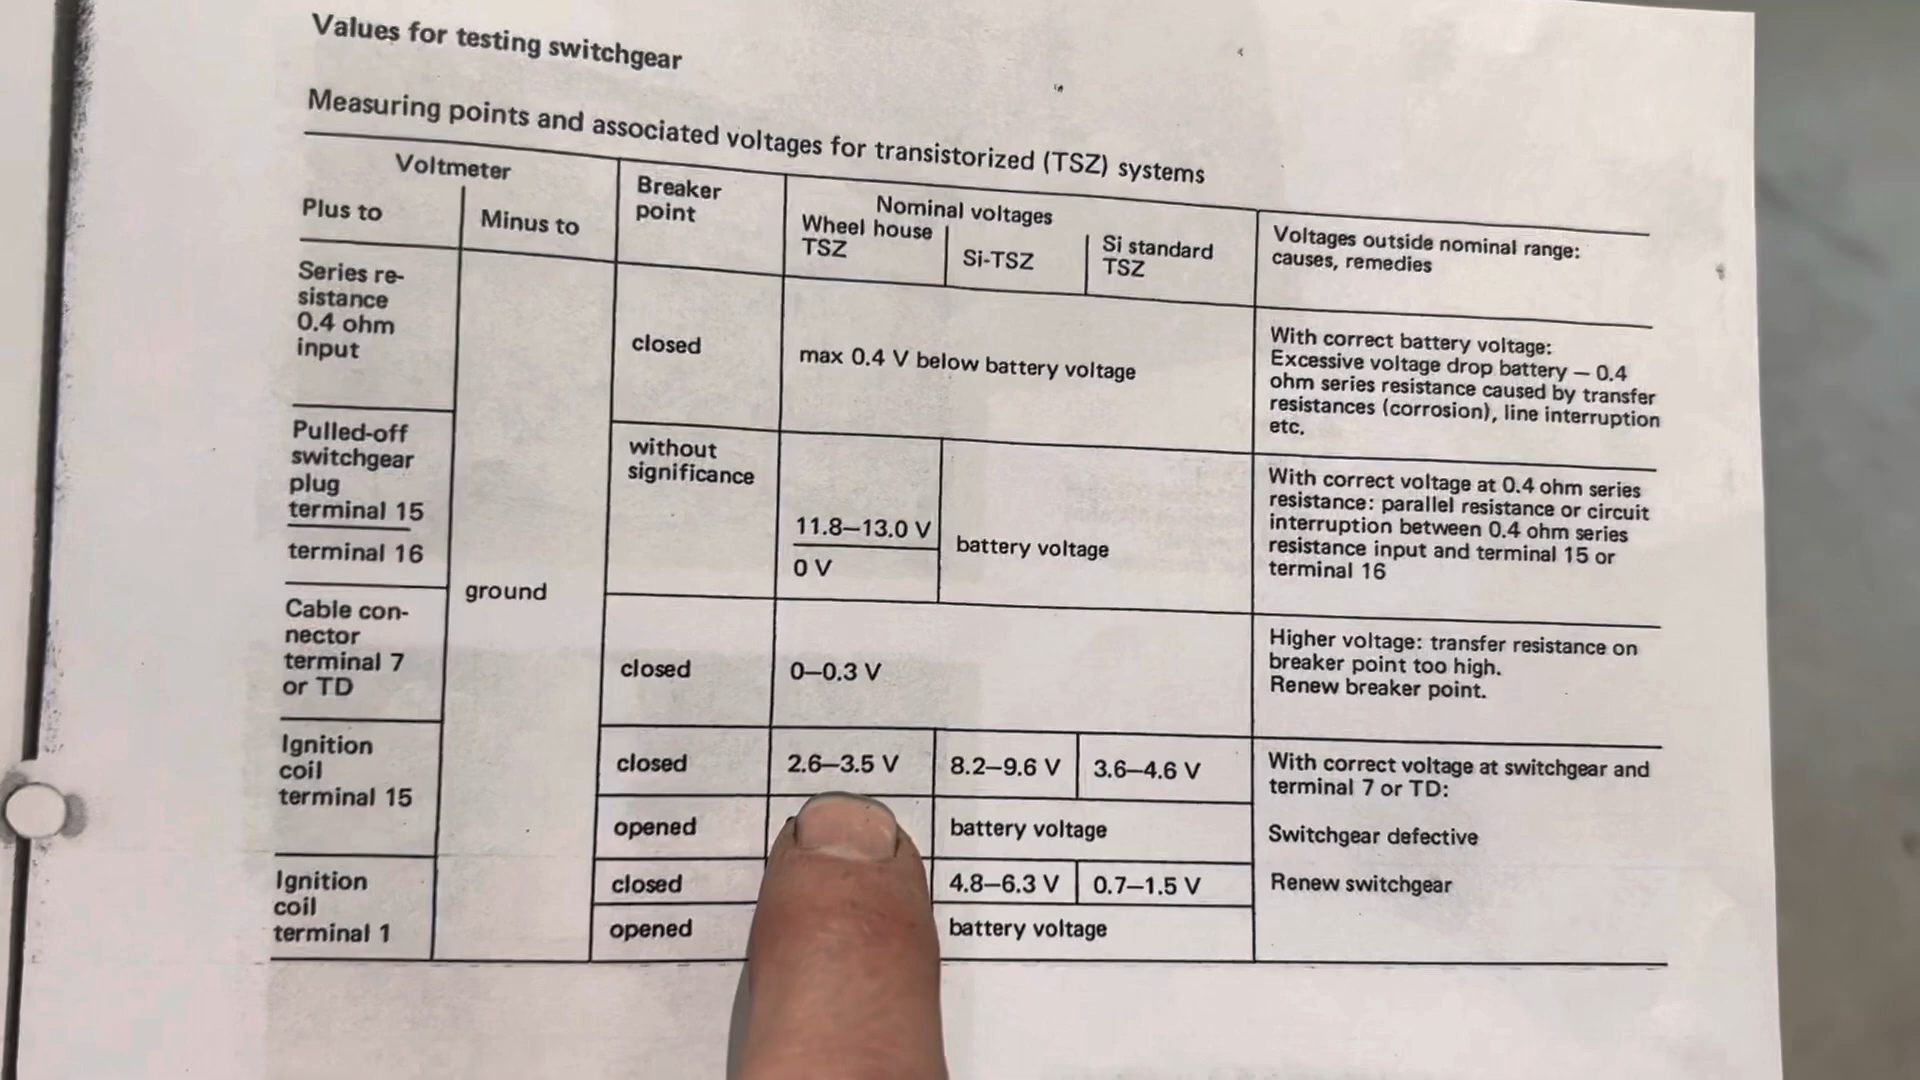 Values for testing switchgear
Measuring points and associated voltages for transistorized (TSZ) systems
Voltmeter
Plus to
Minus to
Breaker
point
Nominal voltages
Wheel house
TSZ
Si-TSZ
Si standard
TSZ
Voltages outside nominal range:
causes, remedies
Series re-
sistance
0.4 ohm
input
ground
closed
max 0.4 V below battery voltage
With correct battery voltage:
Excessive voltage drop battery — 0.4
ohm series resistance caused by transfer
resistances (corrosion), line interruption
etc.
Pulled-off
switchgear
plug
terminal 15
terminal 16
without
significance
11.8–13.0 V
0 V
battery voltage
With correct voltage at 0.4 ohm series
resistance: parallel resistance or circuit
interruption between 0.4 ohm series
resistance input and terminal 15 or
terminal 16
Cable con-
nector
terminal 7
or TD
closed
0–0.3 V
Higher voltage: transfer resistance on
breaker point too high.
Renew breaker point.
Ignition
coil
terminal 15
closed
2.6–3.5 V
8.2–9.6 V
3.6–4.6 V
With correct voltage at switchgear and
terminal 7 or TD:
opened
battery voltage
Switchgear defective
Ignition
coil
terminal 1
closed
4.8–6.3 V
0.7–1.5 V
Renew switchgear
opened
battery voltage